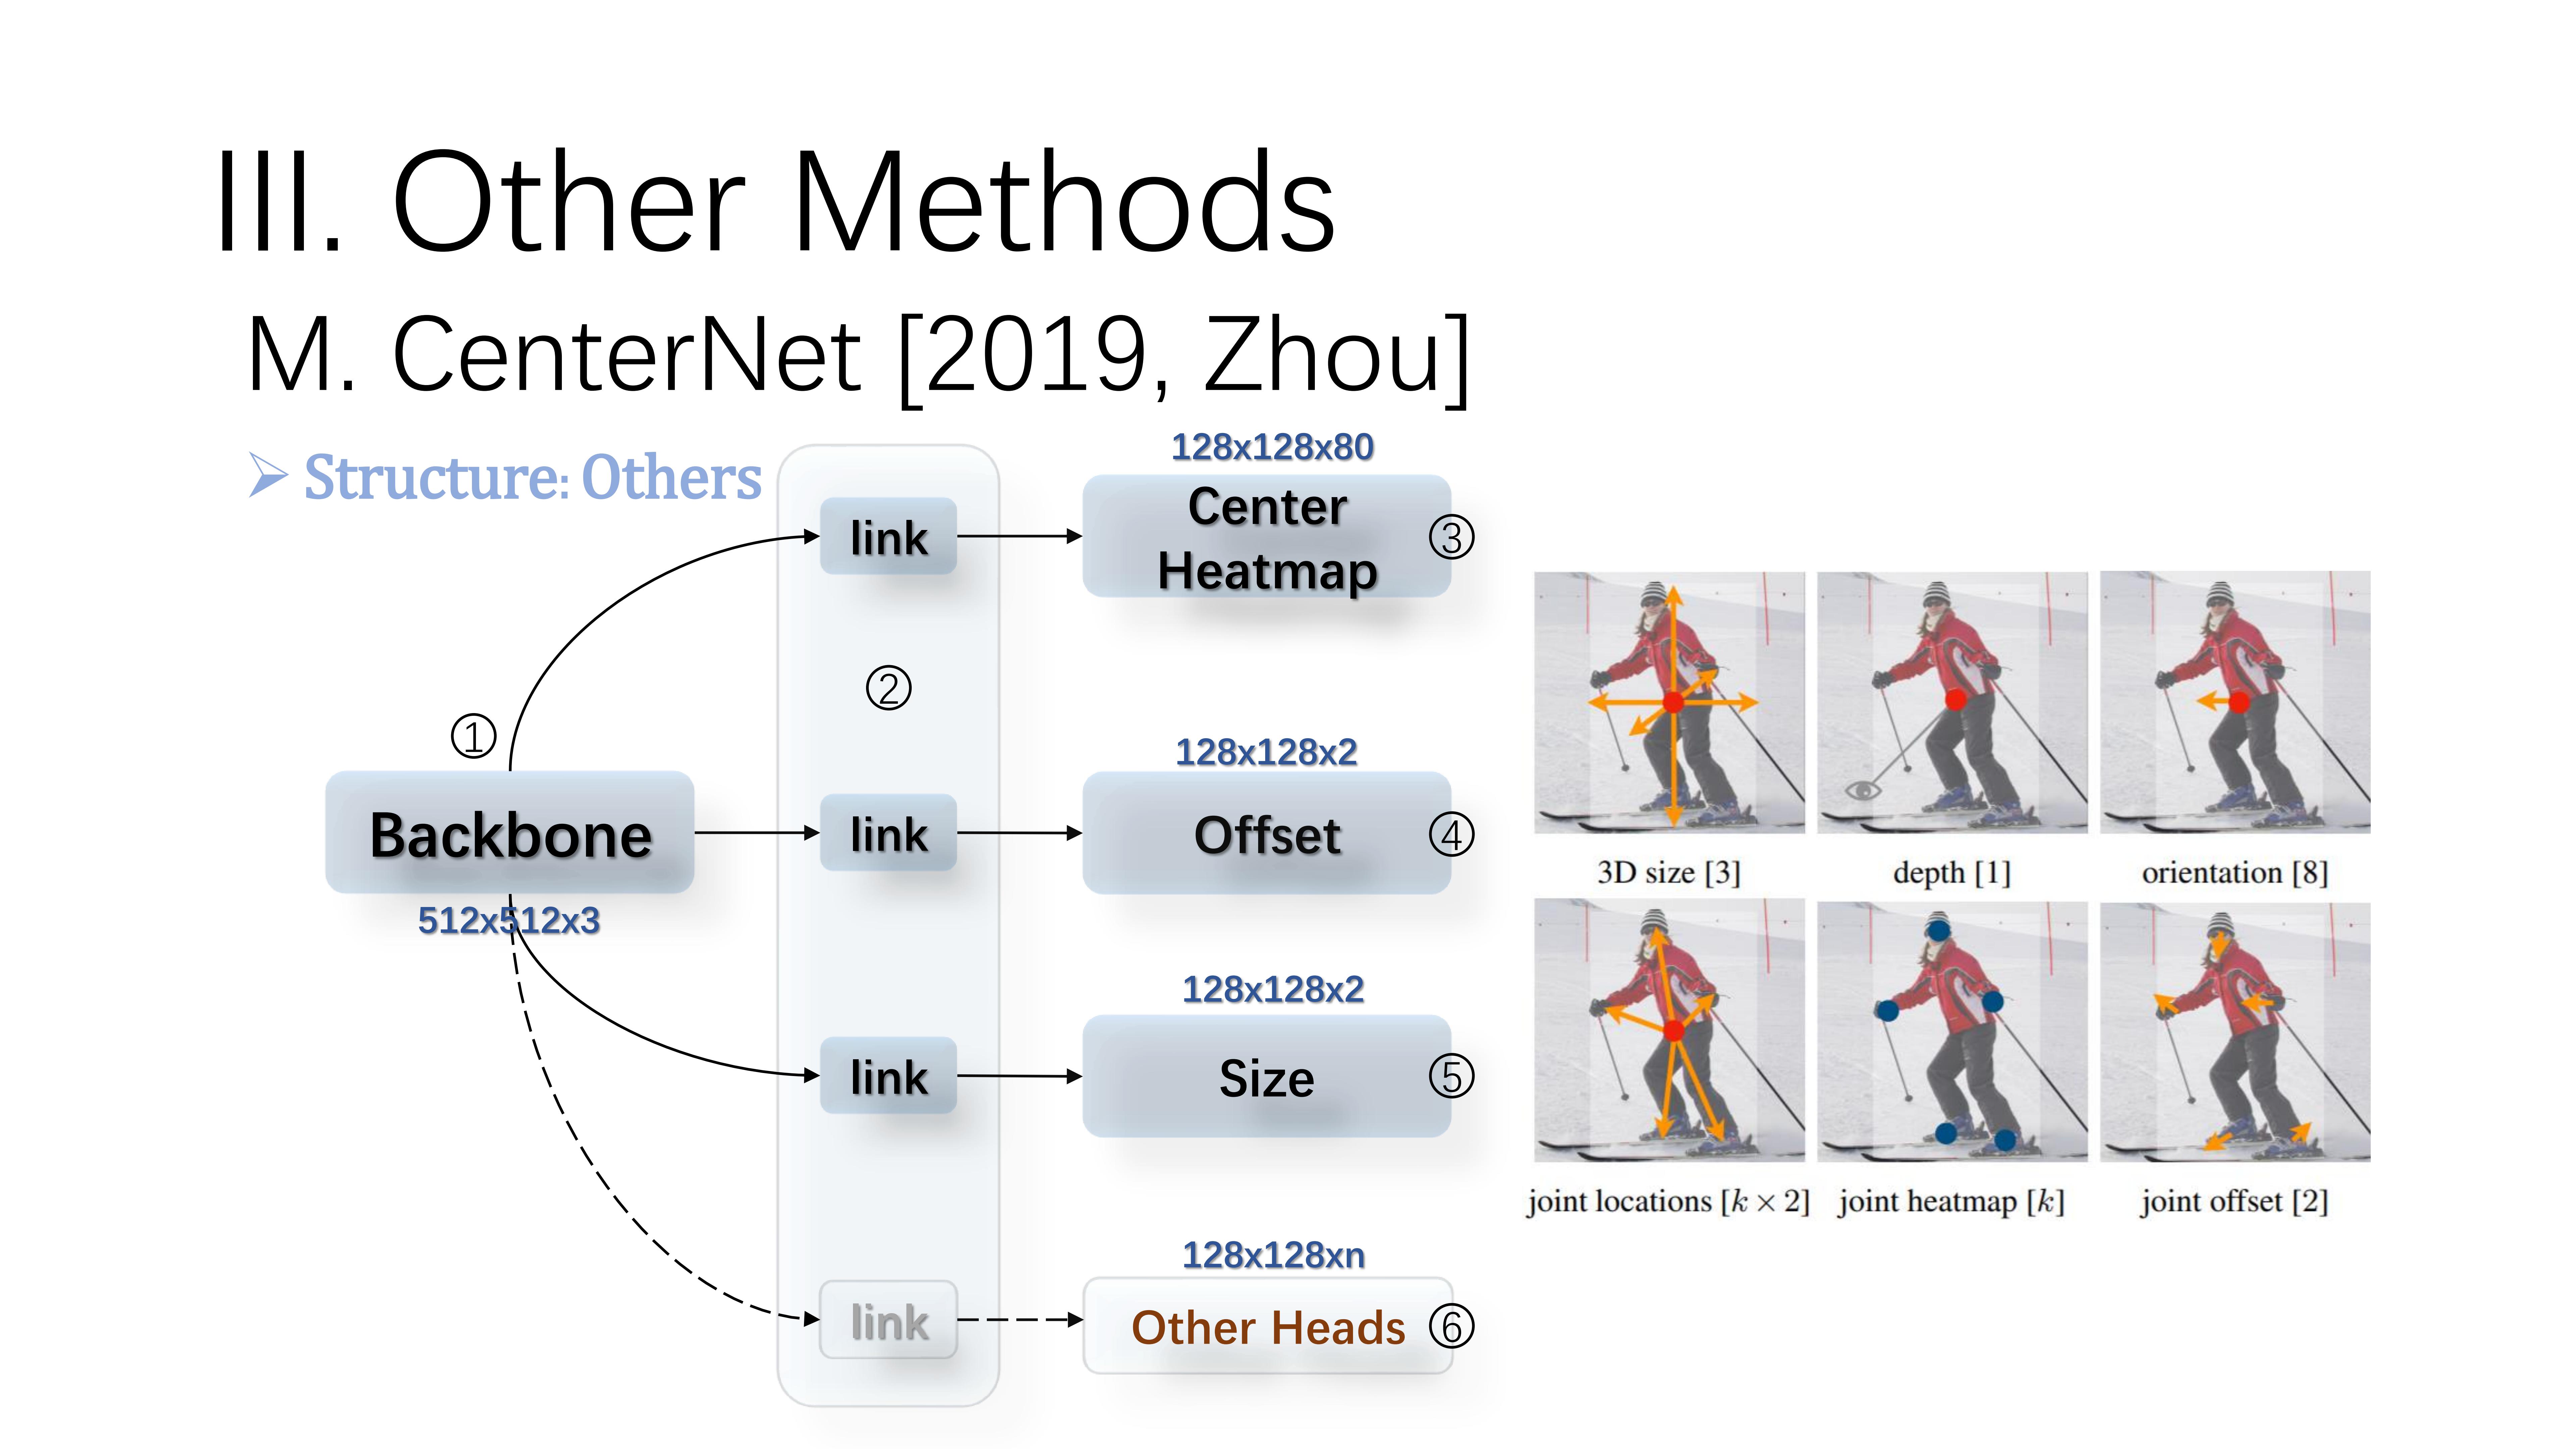 III. Other Methods
M. CenterNet [2019, Zhou]
➢ Structure: Others
128x128x80
link
Center
Heatmap
③
②
①
128x128x2
Backbone
link
Offset
④
512x512x3
128x128x2
link
Size
⑤
128x128xn
link
Other Heads
⑥
3D size [3]
depth [1]
orientation [8]
joint locations [k × 2]
joint heatmap [k]
joint offset [2]